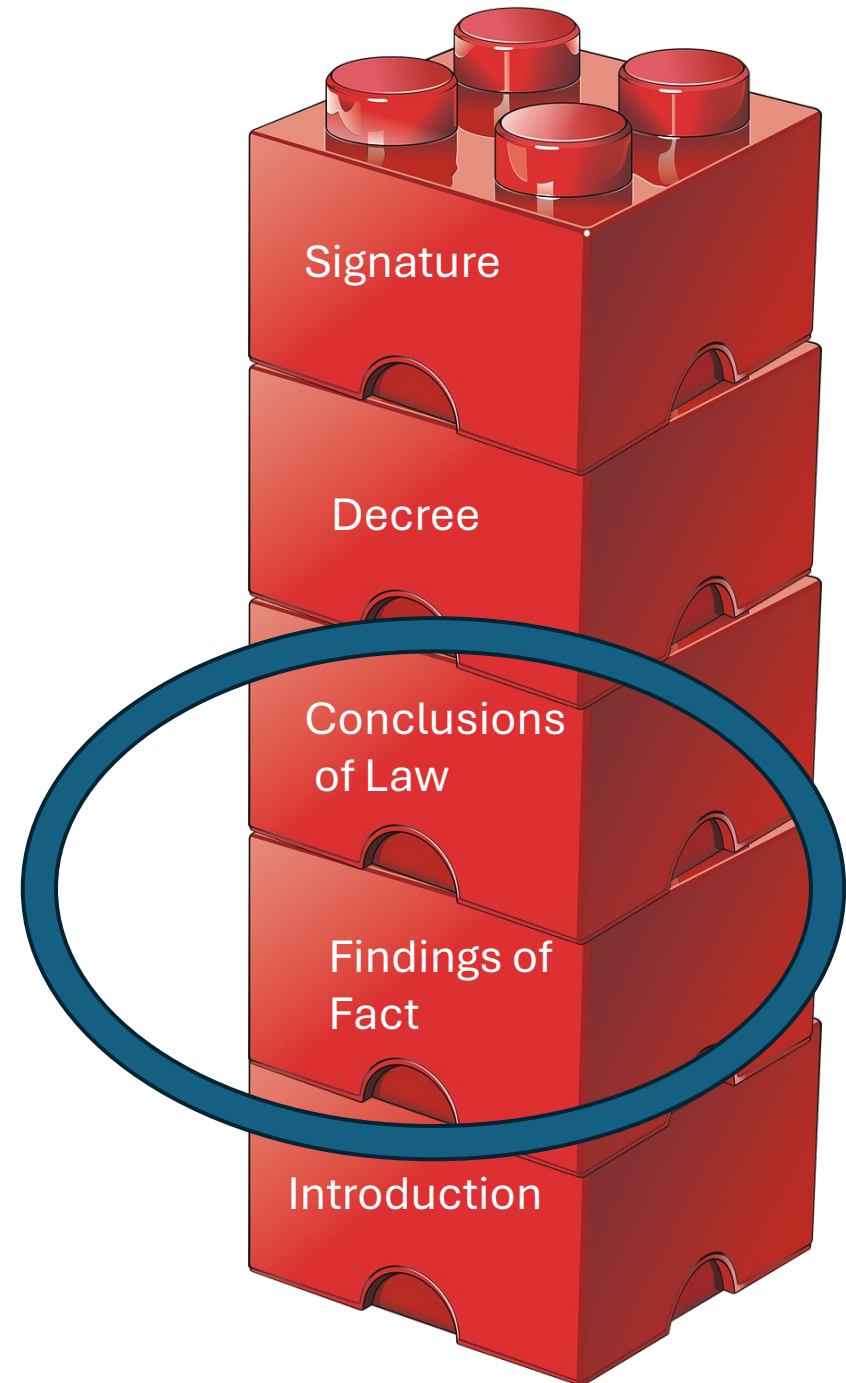 Signature
Decree
Conclusions
of Law
Findings of
Fact
Introduction